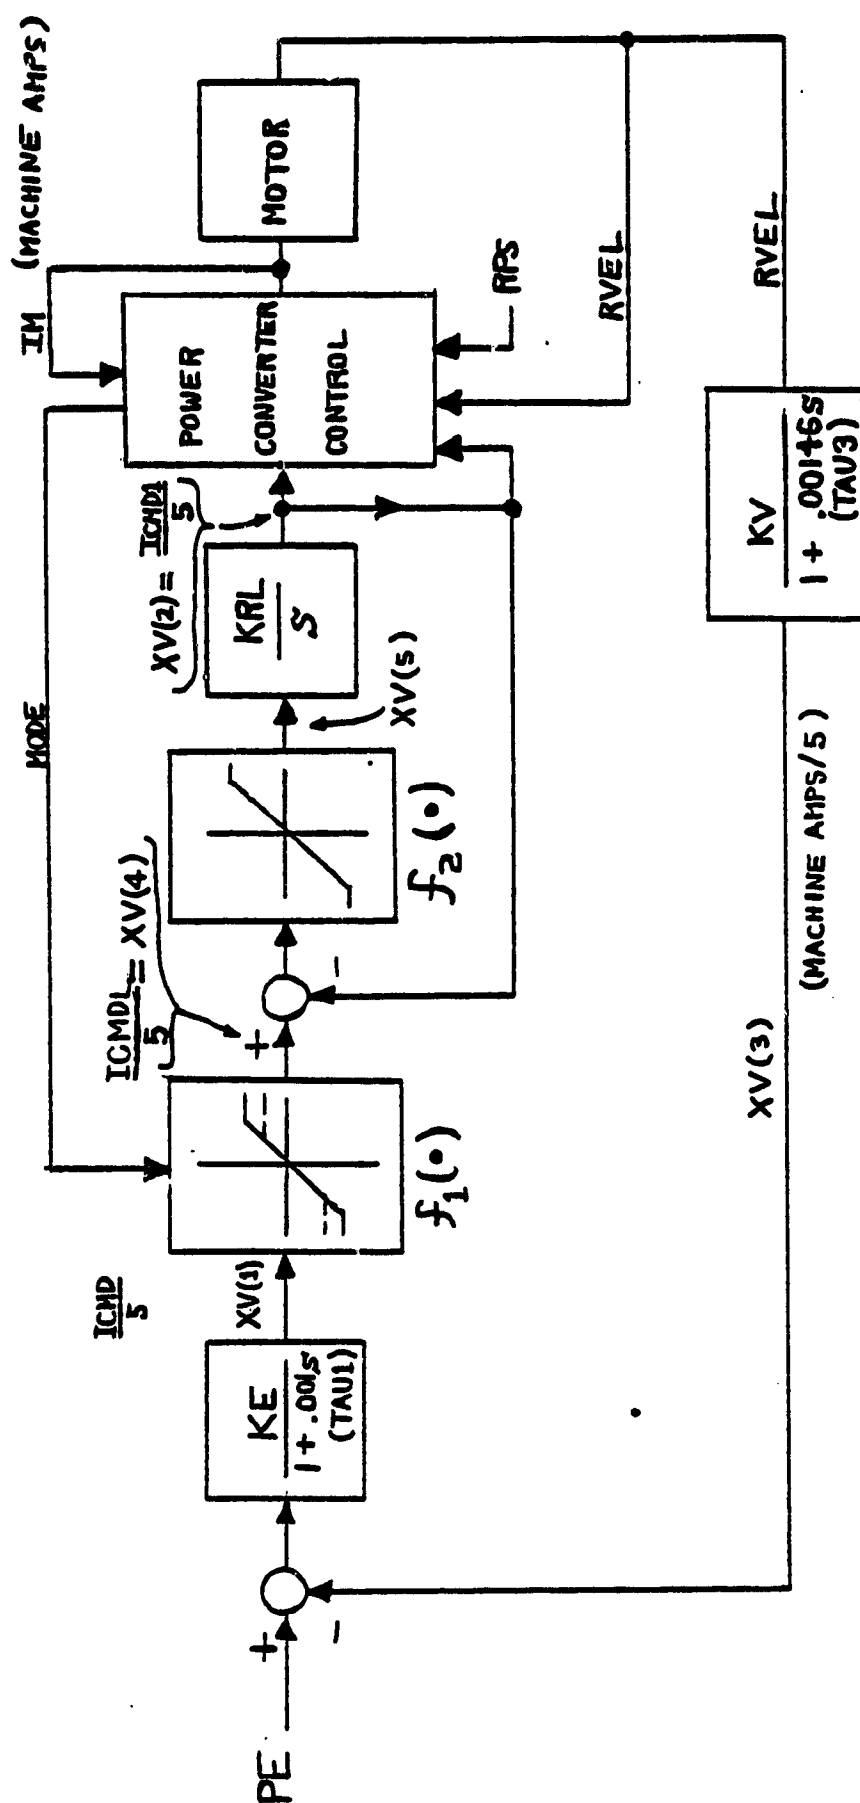 PE
+
-
KE
1 + .001s
(TAU1)
ICMD
5
XV(1)
f1(•)
MODE
ICMDL
5
= XV(4)
+
-
f2(•)
XV(5)
KRL
S
XV(2) =
ICMD1
5
POWER
CONVERTER
CONTROL
IM (MACHINE AMPS)
MOTOR
RPS
RVEL
RVEL
KV
1 + .00146s
(TAU3)
XV(3)
(MACHINE AMPS/5)